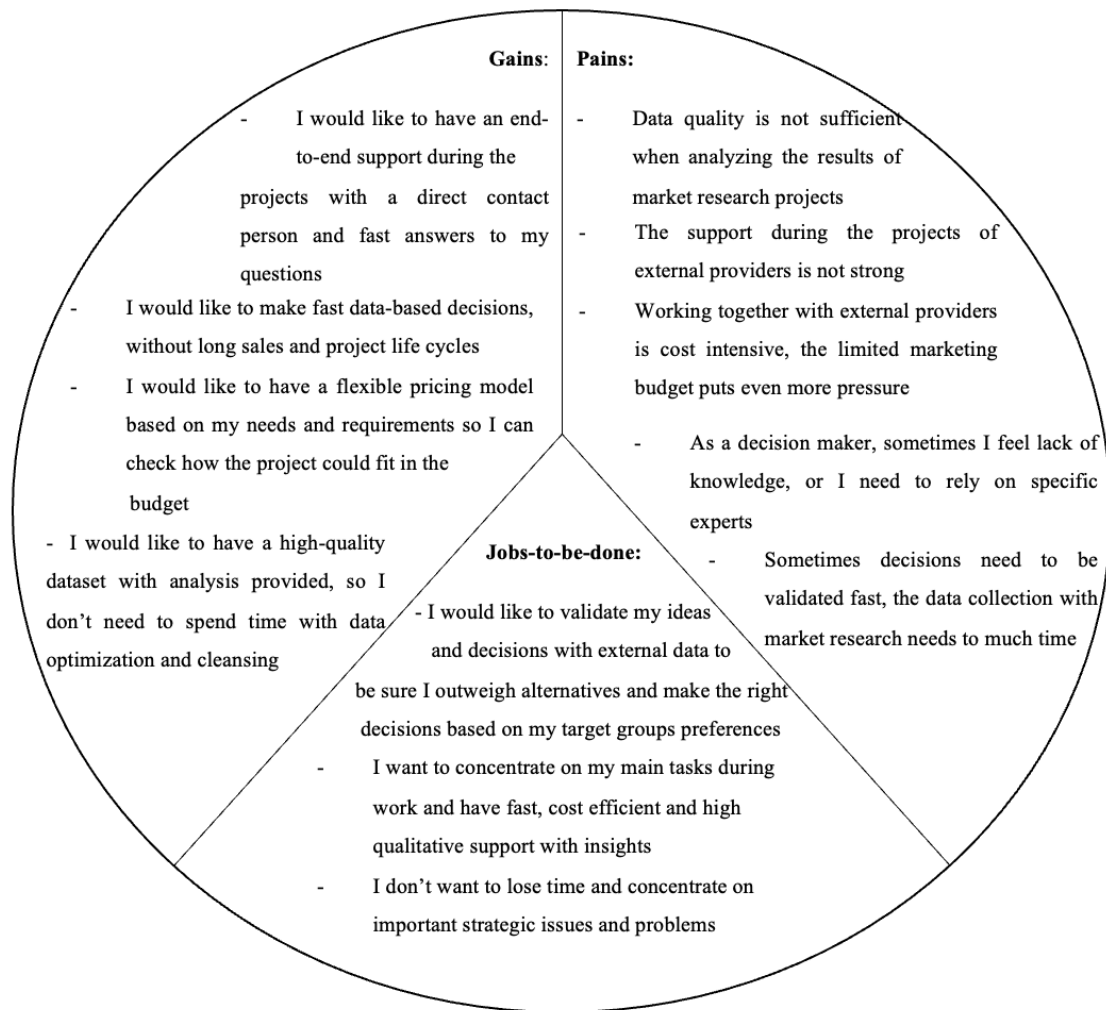 Gains:
- I would like to have an end-
to-end support during the
projects with a direct contact
person and fast answers to my
questions
- I would like to make fast data-based decisions,
without long sales and project life cycles
- I would like to have a flexible pricing model
based on my needs and requirements so I can
check how the project could fit in the
budget
- I would like to have a high-quality
dataset with analysis provided, so I
don’t need to spend time with data
optimization and cleansing
Pains:
- Data quality is not sufficient
when analyzing the results of
market research projects
- The support during the projects of
external providers is not strong
- Working together with external providers
is cost intensive, the limited marketing
budget puts even more pressure
- As a decision maker, sometimes I feel lack of
knowledge, or I need to rely on specific
experts
- Sometimes decisions need to be
validated fast, the data collection with
market research needs to much time
Jobs-to-be-done:
- I would like to validate my ideas
and decisions with external data to
be sure I outweigh alternatives and make the right
decisions based on my target groups preferences
- I want to concentrate on my main tasks during
work and have fast, cost efficient and high
qualitative support with insights
- I don’t want to lose time and concentrate on
important strategic issues and problems